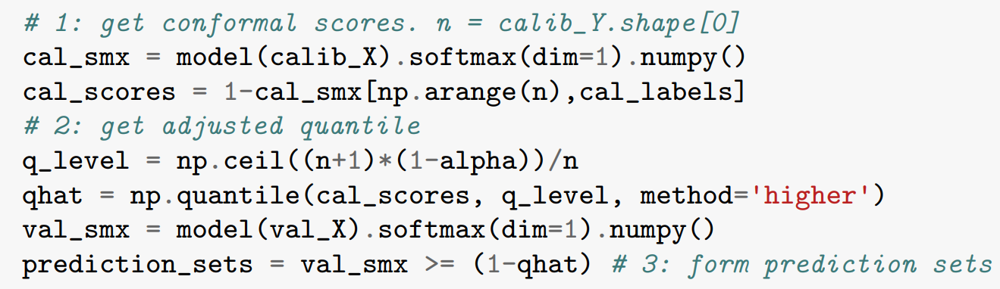 # 1: get conformal scores. n = calib_Y.shape[0]
cal_smx = model(calib_X).softmax(dim=1).numpy()
cal_scores = 1-cal_smx[np.arange(n),cal_labels]
# 2: get adjusted quantile
q_level = np.ceil((n+1)*(1-alpha))/n
qhat = np.quantile(cal_scores, q_level, method='higher')
val_smx = model(val_X).softmax(dim=1).numpy()
prediction_sets = val_smx >= (1-qhat) # 3: form prediction sets